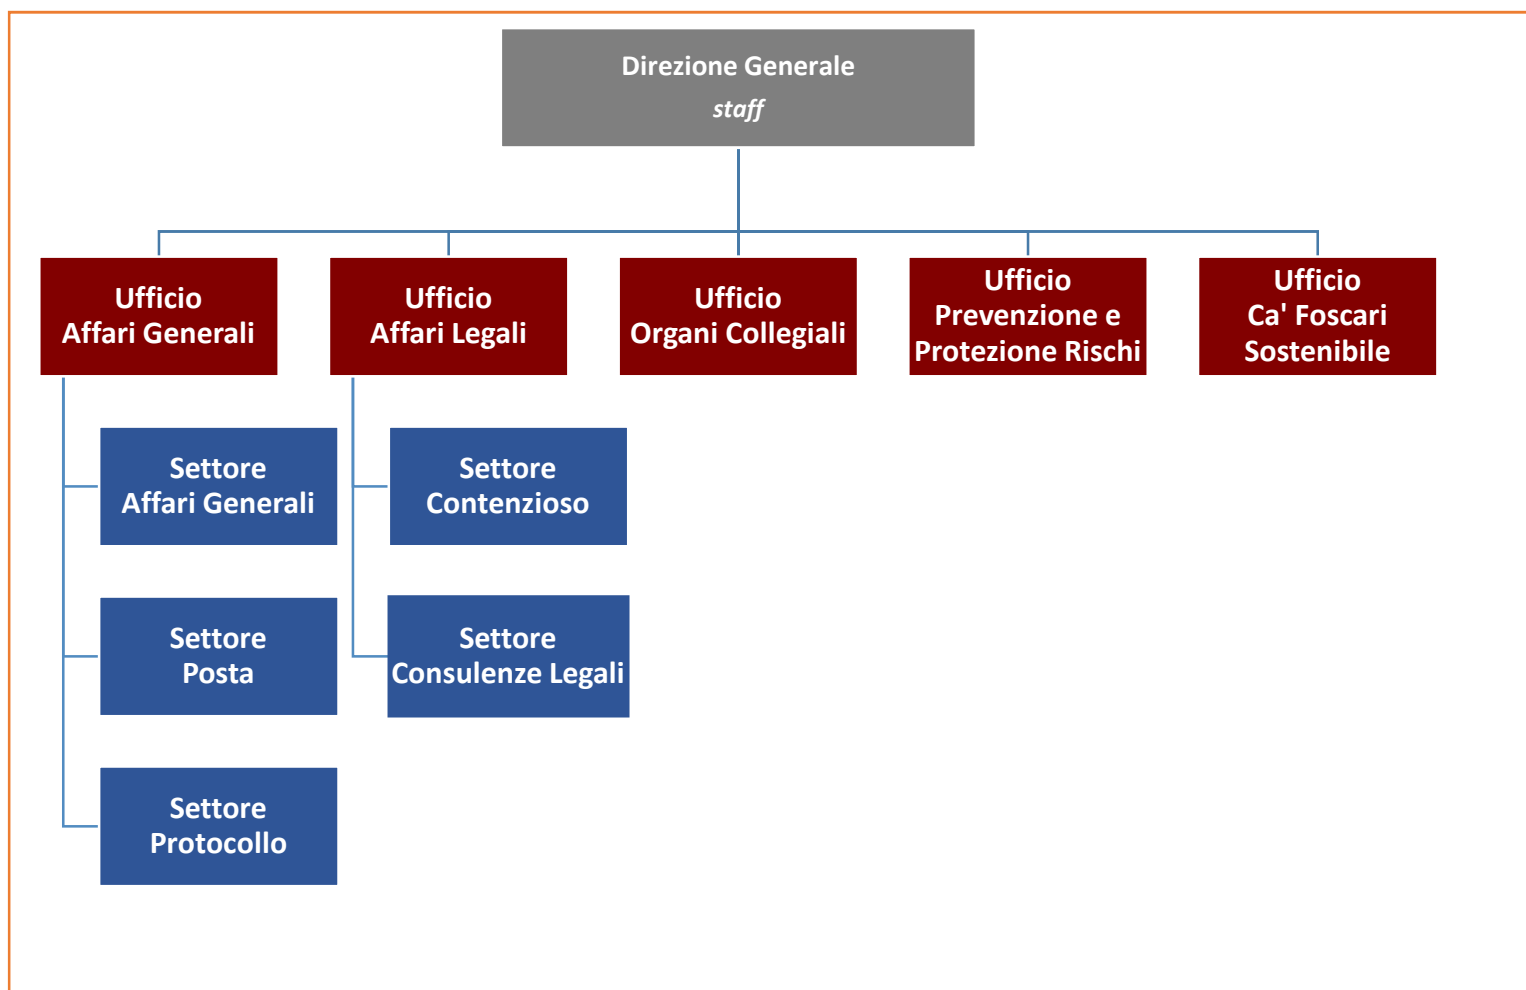 Direzione Generale
staff
Ufficio
Affari Generali
Ufficio
Affari Legali
Ufficio
Organi Collegiali
Ufficio
Prevenzione e
Protezione Rischi
Ufficio
Ca' Foscari
Sostenibile
Settore
Affari Generali
Settore
Contenzioso
Settore
Posta
Settore
Consulenze Legali
Settore
Protocollo